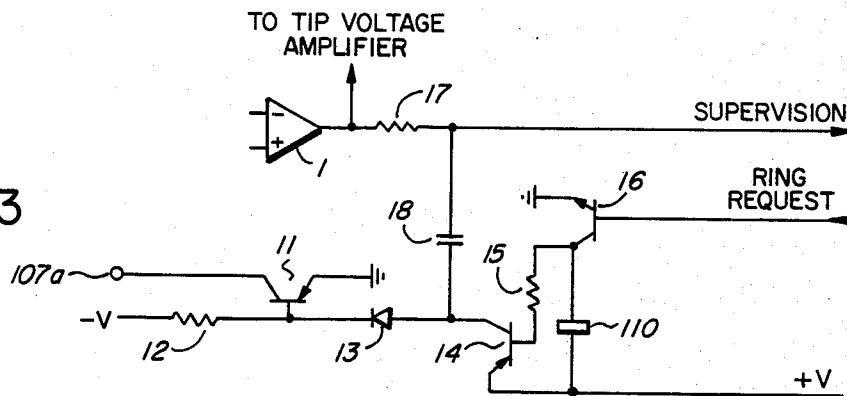 TO TIP VOLTAGE
AMPLIFIER
17
SUPERVISION
−
+
1
16
RING
REQUEST
3
18
11
15
107a
−V
12
13
14
110
+V